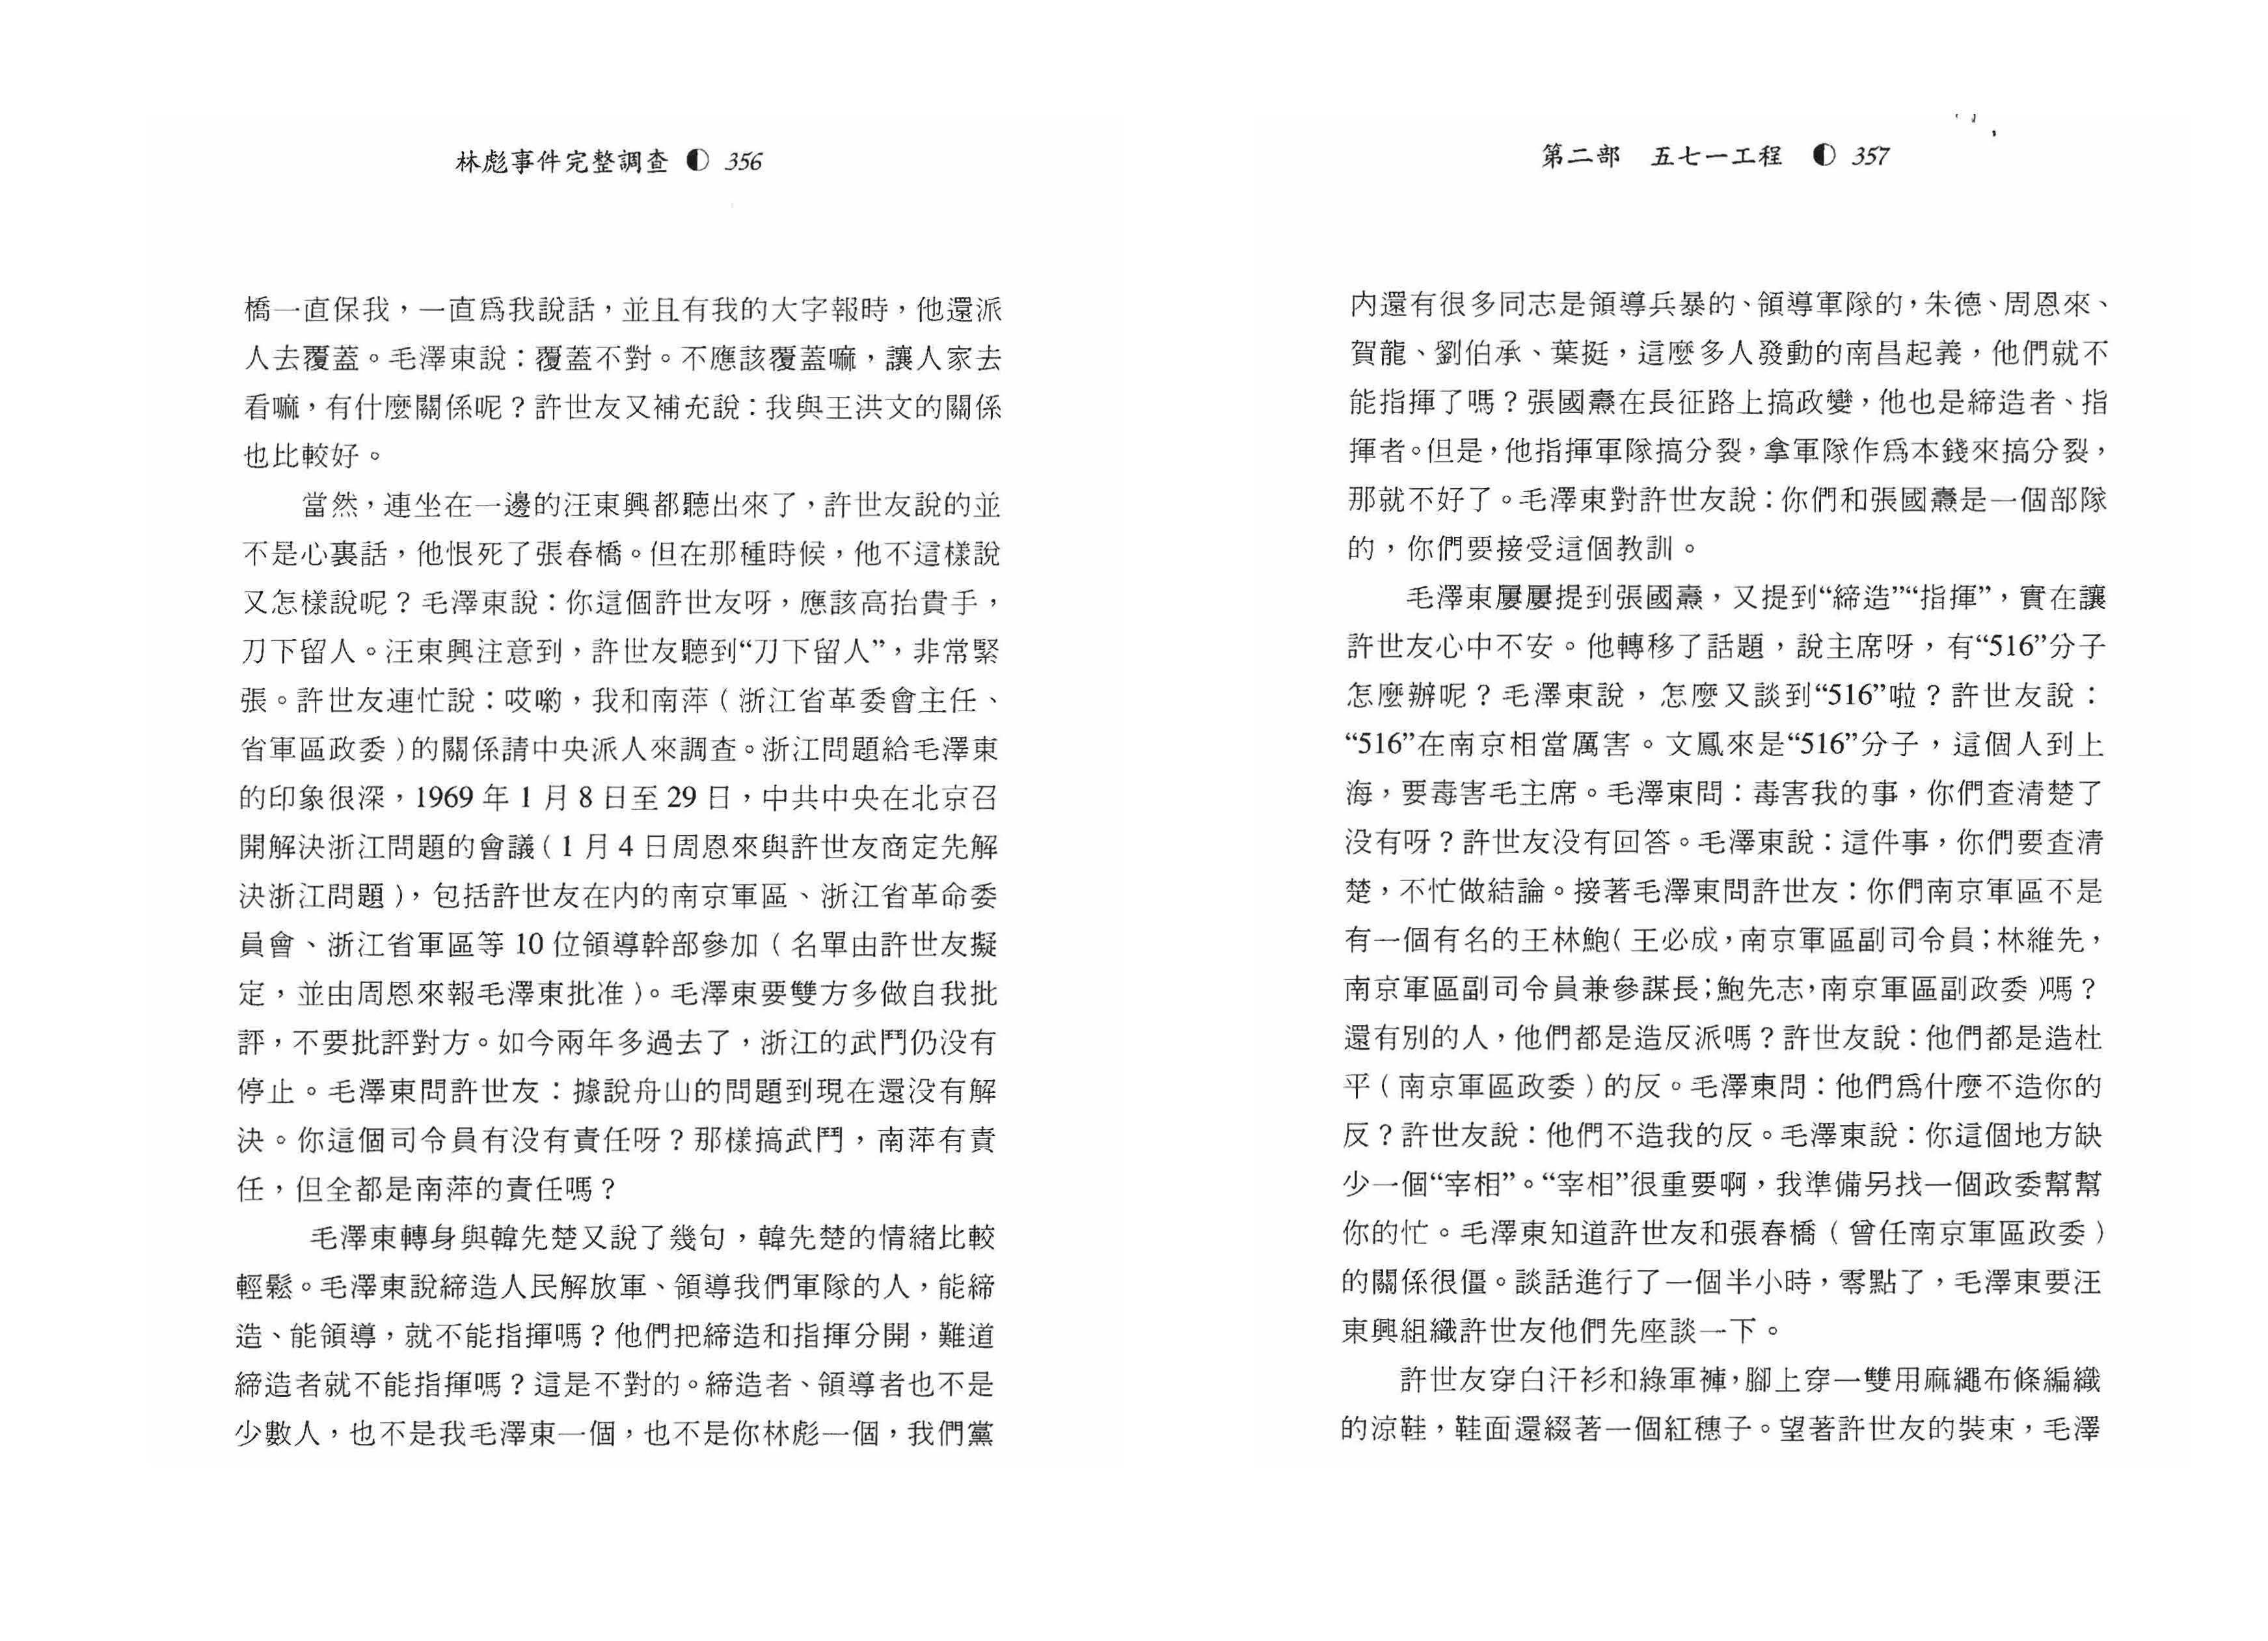 林彪事件完整調查 ◐ 356
橋一直保我，一直爲我說話，並且有我的大字報時，他還派
人去覆蓋。毛澤東說：覆蓋不對。不應該覆蓋嘛，讓人家去
看嘛，有什麼關係呢？許世友又補充說：我與王洪文的關係
也比較好。
當然，連坐在一邊的汪東興都聽出來了，許世友說的並
不是心裏話，他恨死了張春橋。但在那種時候，他不這樣說
又怎樣說呢？毛澤東說：你這個許世友呀，應該高抬貴手，
刀下留人。汪東興注意到，許世友聽到“刀下留人”，非常緊
張。許世友連忙說：哎喲，我和南萍（浙江省革委會主任、
省軍區政委）的關係請中央派人來調查。浙江問題給毛澤東
的印象很深，1969 年 1 月 8 日至 29 日，中共中央在北京召
開解決浙江問題的會議（1 月 4 日周恩來與許世友商定先解
決浙江問題），包括許世友在内的南京軍區、浙江省革命委
員會、浙江省軍區等 10 位領導幹部參加（名單由許世友擬
定，並由周恩來報毛澤東批准）。毛澤東要雙方多做自我批
評，不要批評對方。如今兩年多過去了，浙江的武鬥仍没有
停止。毛澤東問許世友：據說舟山的問題到現在還没有解
決。你這個司令員有没有責任呀？那樣搞武鬥，南萍有責
任，但全都是南萍的責任嗎？
毛澤東轉身與韓先楚又說了幾句，韓先楚的情緒比較
輕鬆。毛澤東說締造人民解放軍、領導我們軍隊的人，能締
造、能領導，就不能指揮嗎？他們把締造和指揮分開，難道
締造者就不能指揮嗎？這是不對的。締造者、領導者也不是
少數人，也不是我毛澤東一個，也不是你林彪一個，我們黨
第二部 五七一工程 ◐ 357
内還有很多同志是領導兵暴的、領導軍隊的，朱德、周恩來、
賀龍、劉伯承、葉挺，這麼多人發動的南昌起義，他們就不
能指揮了嗎？張國燾在長征路上搞政變，他也是締造者、指
揮者。但是，他指揮軍隊搞分裂，拿軍隊作爲本錢來搞分裂，
那就不好了。毛澤東對許世友說：你們和張國燾是一個部隊
的，你們要接受這個教訓。
毛澤東屢屢提到張國燾，又提到“締造”“指揮”，實在讓
許世友心中不安。他轉移了話題，說主席呀，有“516”分子
怎麼辦呢？毛澤東說，怎麼又談到“516”啦？許世友說：
“516”在南京相當厲害。文鳳來是“516”分子，這個人到上
海，要毒害毛主席。毛澤東問：毒害我的事，你們查清楚了
没有呀？許世友没有回答。毛澤東說：這件事，你們要查清
楚，不忙做結論。接著毛澤東問許世友：你們南京軍區不是
有一個有名的王林鮑（王必成，南京軍區副司令員；林維先，
南京軍區副司令員兼參謀長；鮑先志，南京軍區副政委）嗎？
還有別的人，他們都是造反派嗎？許世友說：他們都是造杜
平（南京軍區政委）的反。毛澤東問：他們爲什麼不造你的
反？許世友說：他們不造我的反。毛澤東說：你這個地方缺
少一個“宰相”。“宰相”很重要啊，我準備另找一個政委幫幫
你的忙。毛澤東知道許世友和張春橋（曾任南京軍區政委）
的關係很僵。談話進行了一個半小時，零點了，毛澤東要汪
東興組織許世友他們先座談一下。
許世友穿白汗衫和綠軍褲，腳上穿一雙用麻繩布條編織
的涼鞋，鞋面還綴著一個紅穗子。望著許世友的裝束，毛澤